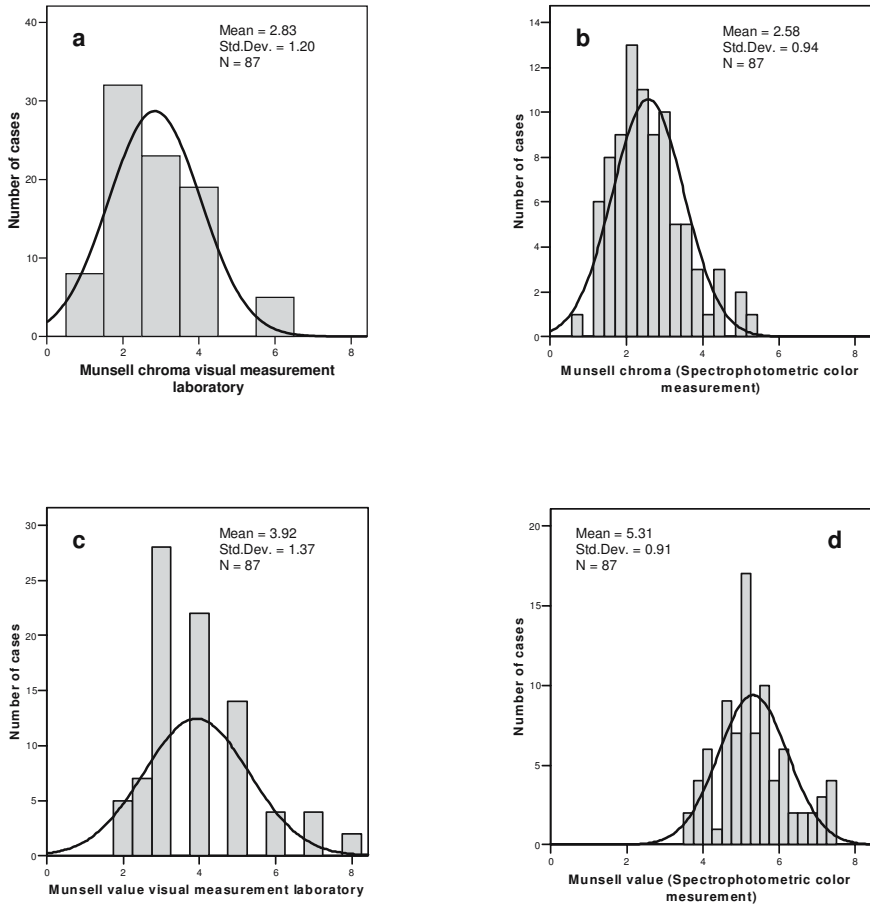 a
Mean = 2.83
Std.Dev. = 1.20
N = 87
Number of cases
40
30
20
10
0
0 2 4 6 8
Munsell chroma visual measurement
laboratory
b
Mean = 2.58
Std.Dev. = 0.94
N = 87
Number of cases
14
12
10
8
6
4
2
0
0 2 4 6 8
Munsell chroma (Spectrophotometric color
measurement)
c
Mean = 3.92
Std.Dev. = 1.37
N = 87
Number of cases
30
25
20
15
10
5
0
0 2 4 6 8
Munsell value visual measurement laboratory
d
Mean = 5.31
Std.Dev. = 0.91
N = 87
Number of cases
20
15
10
5
0
0 2 4 6 8
Munsell value (Spectrophotometric color
mesurement)